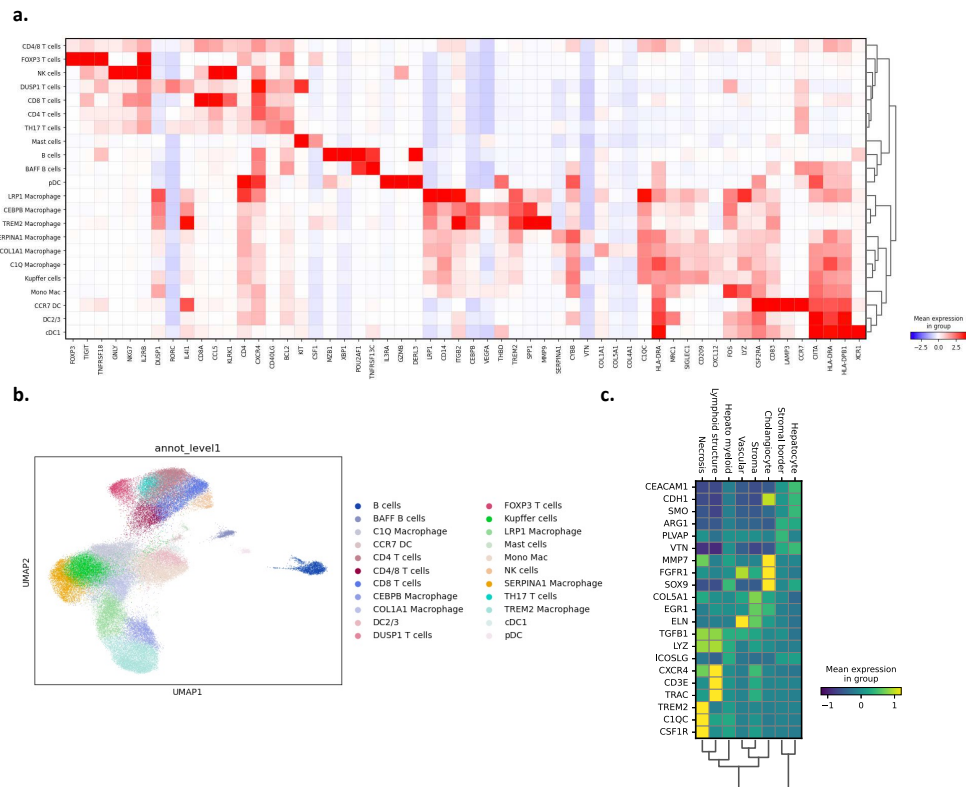 a.
CD4/8 T cells
FOXP3 T cells
NK cells
DUSP1 T cells
CD8 T cells
CD4 T cells
TH17 T cells
Mast cells
B cells
BAFF B cells
pDC
LRP1 Macrophage
CEBPB Macrophage
TREM2 Macrophage
ERPINA1 Macrophage
COL1A1 Macrophage
C1Q Macrophage
Kupffer cells
Mono Mac
CCR7 DC
DC2/3
cDC1
FOXP3
TIGIT
TNFRSF18
GNLY
NKG7
IL2RB
DUSP1
RORC
IL4I1
CD8A
CCL5
KLRK1
CD4
CXCR4
CD40LG
BCL2
KIT
CSF1
MZB1
XBP1
POU2AF1
TNFRSF13C
IL3RA
GZMB
DERL3
LRP1
CD14
ITGB2
CEBPB
VEGFA
THBD
TREM2
SPP1
MMP9
SERPINA1
CYBB
VTN
COL1A1
COL5A1
COL4A1
C1QC
HLA-DRA
MRC1
SIGLEC1
CD209
CXCL12
FOS
LYZ
CSF2RA
CD83
LAMP3
CCR7
CIITA
HLA-DRA
HLA-DPB1
XCR1
Mean expression
in group
−2.5 0.0 2.5
b.
annot_level1
UMAP2
UMAP1
B cells
BAFF B cells
C1Q Macrophage
CCR7 DC
CD4 T cells
CD4/8 T cells
CD8 T cells
CEBPB Macrophage
COL1A1 Macrophage
DC2/3
DUSP1 T cells
FOXP3 T cells
Kupffer cells
LRP1 Macrophage
Mast cells
Mono Mac
NK cells
SERPINA1 Macrophage
TH17 T cells
TREM2 Macrophage
cDC1
pDC
c.
Necrosis
Lymphoid structure
Hepato myeloid
Vascular
Stroma
Cholangiocyte
Stromal border
Hepatocyte
CEACAM1
CDH1
SMO
ARG1
PLVAP
VTN
MMP7
FGFR1
SOX9
COL5A1
EGR1
ELN
TGFB1
LYZ
ICOSLG
CXCR4
CD3E
TRAC
TREM2
C1QC
CSF1R
Mean expression
in group
−1 0 1